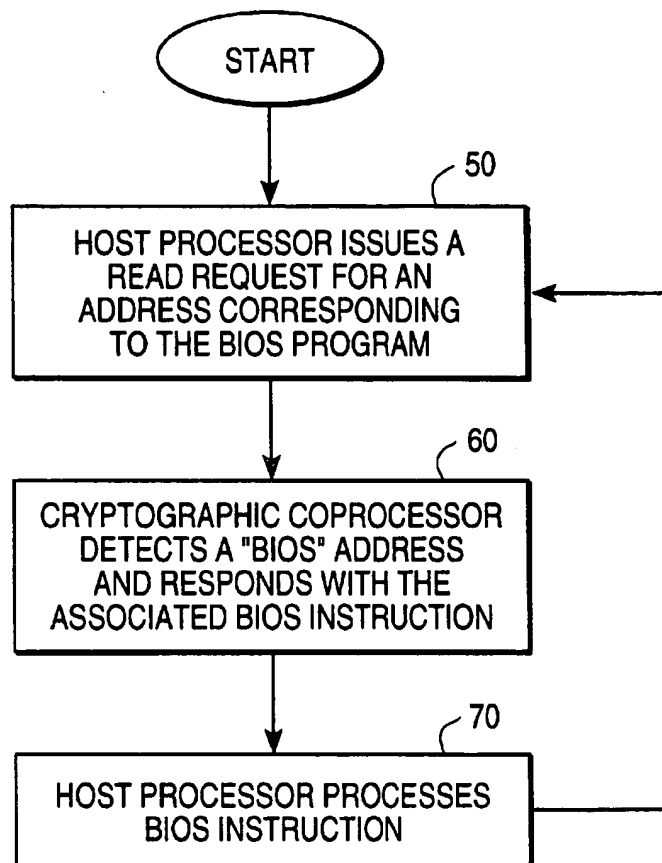 START
50
HOST PROCESSOR ISSUES A
READ REQUEST FOR AN
ADDRESS CORRESPONDING
TO THE BIOS PROGRAM
60
CRYPTOGRAPHIC COPROCESSOR
DETECTS A "BIOS" ADDRESS
AND RESPONDS WITH THE
ASSOCIATED BIOS INSTRUCTION
70
HOST PROCESSOR PROCESSES
BIOS INSTRUCTION